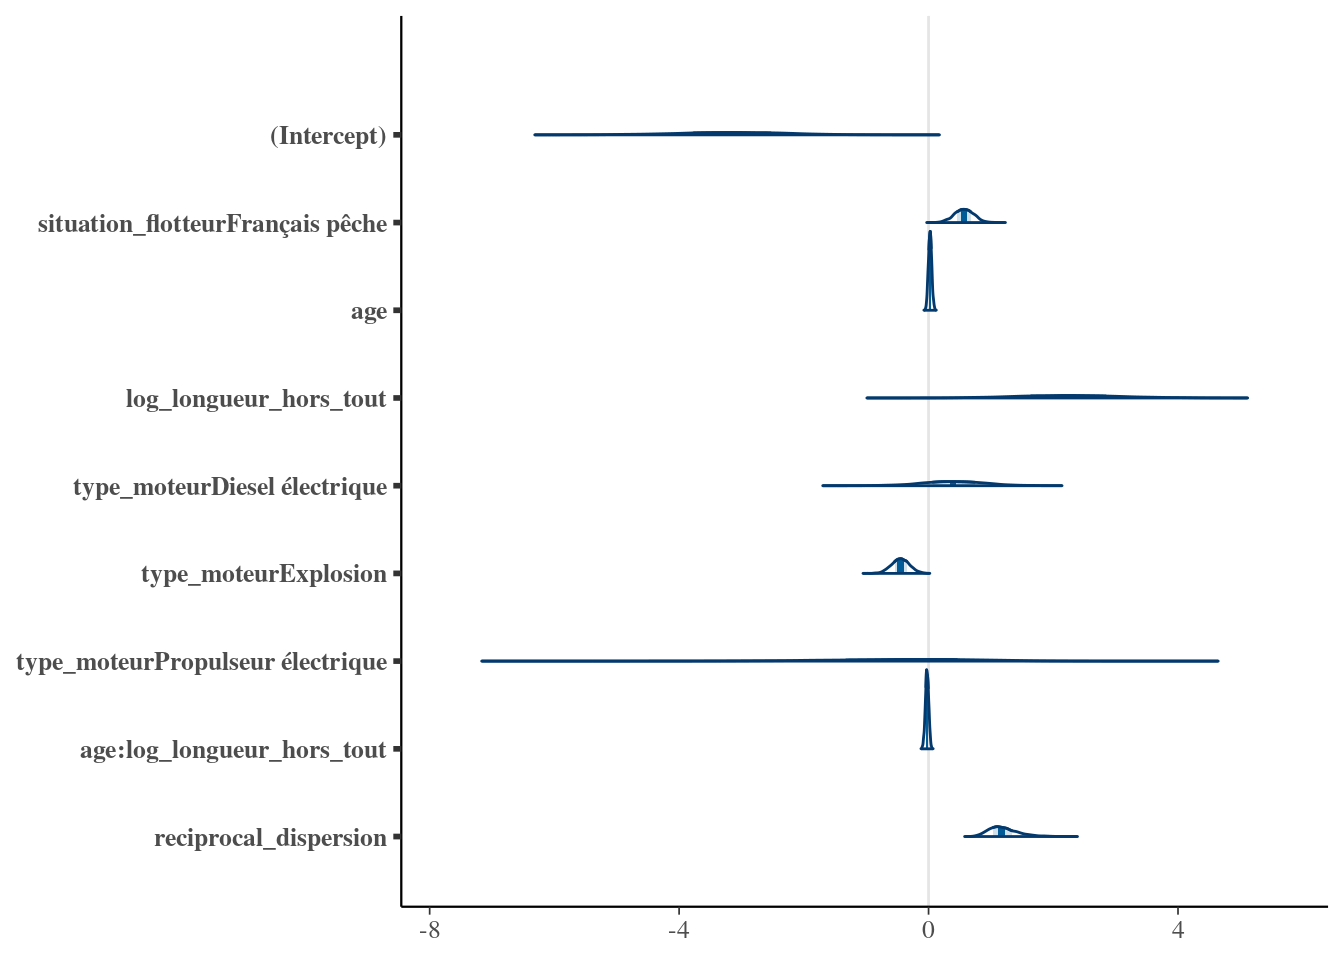 (Intercept)
situation_flotteurFrançais pêche
age
log_longueur_hors_tout
type_moteurDiesel électrique
type_moteurExplosion
type_moteurPropulseur électrique
age:log_longueur_hors_tout
reciprocal_dispersion
-8 -4 0 4